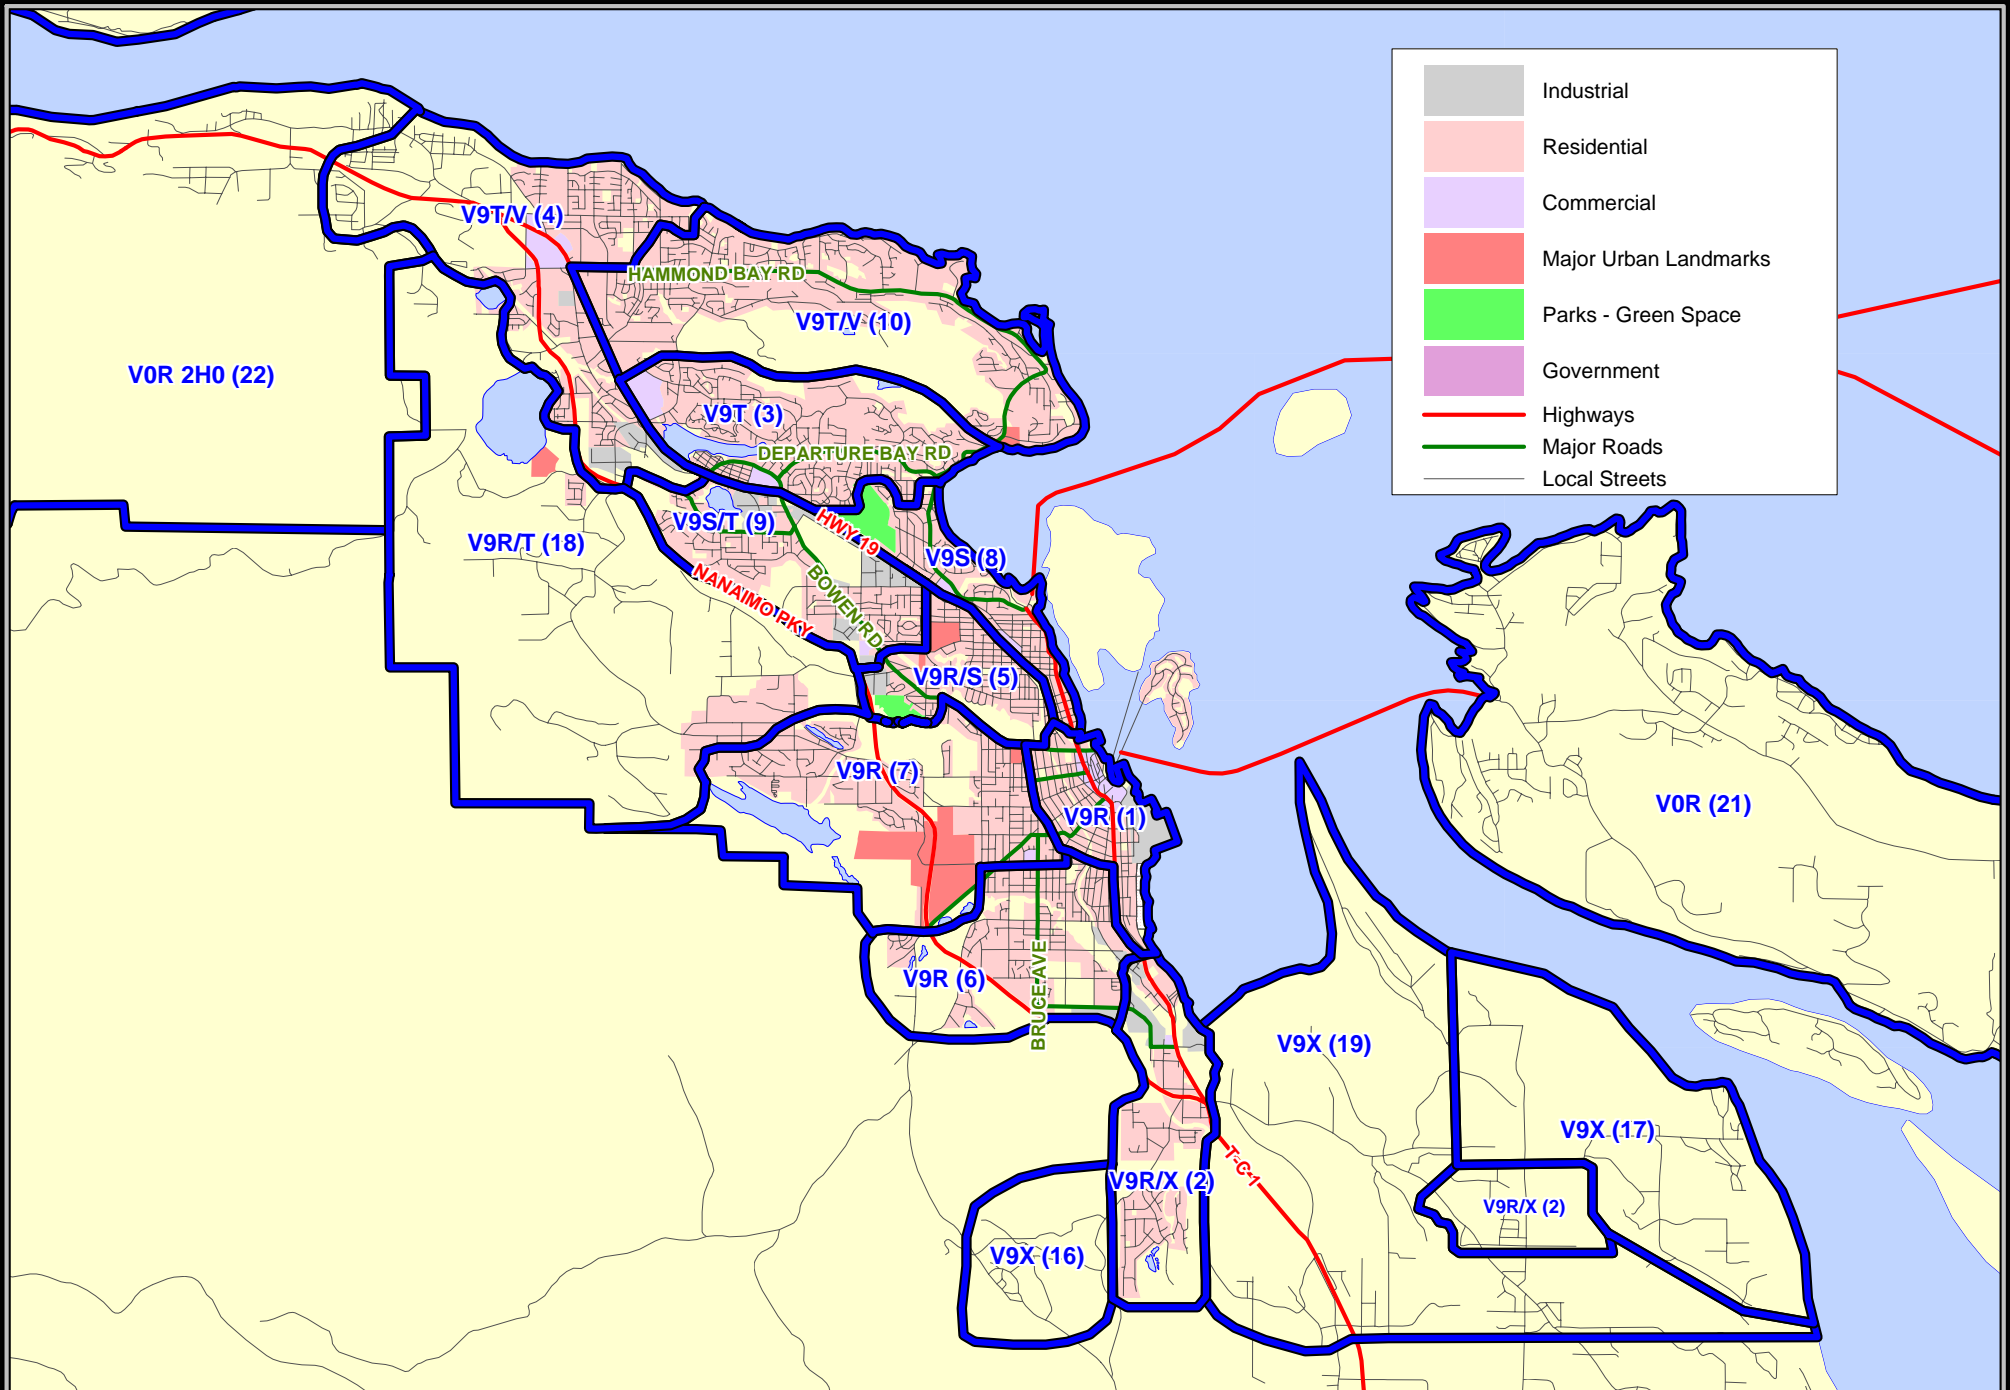 Industrial
Residential
Commercial
Major Urban Landmarks
Parks - Green Space
Government
Highways
Major Roads
Local Streets
V9T/V (4)
HAMMOND BAY RD
V9T/V (10)
V0R 2H0 (22)
V9T (3)
DEPARTURE BAY RD
V9S/T (9)
HWY 19
V9R/T (18)
V9S (8)
NANAIMO PKY
BOWEN RD
V9R/S (5)
V9R (7)
V0R (21)
V9R (1)
V9R (6)
BRUCE AVE
V9X (19)
V9X (17)
T-C-1
V9R/X (2)
V9R/X (2)
V9X (16)